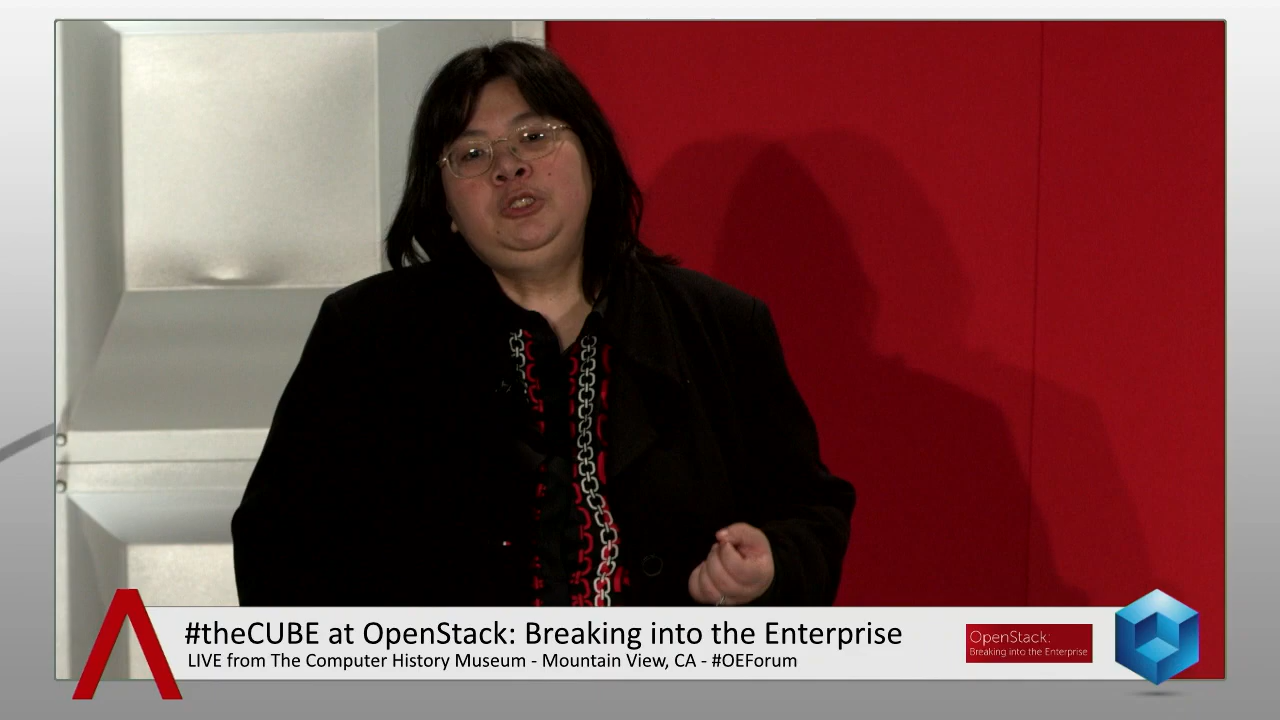 #theCUBE at OpenStack: Breaking into the Enterprise
LIVE from The Computer History Museum - Mountain View, CA - #OEForum
OpenStack:
Breaking into the Enterprise